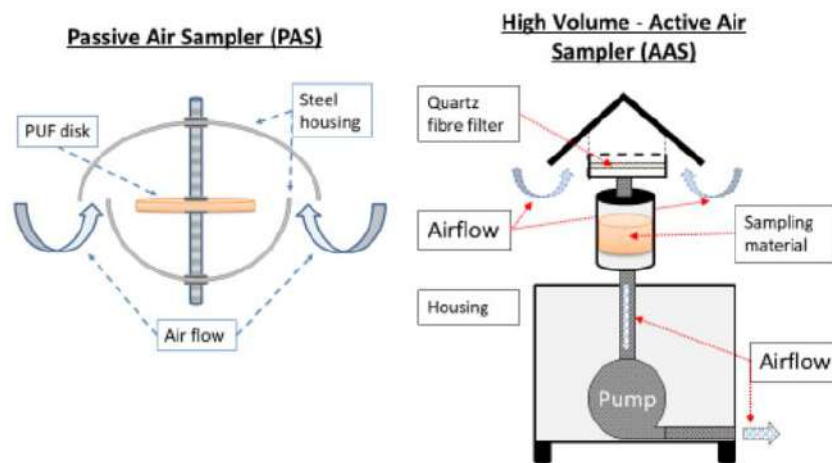 Passive Air Sampler (PAS)
Steel
housing
PUF disk
Air flow
High Volume - Active Air
Sampler (AAS)
Quartz
fibre filter
Airflow
Sampling
material
Housing
Airflow
Pump